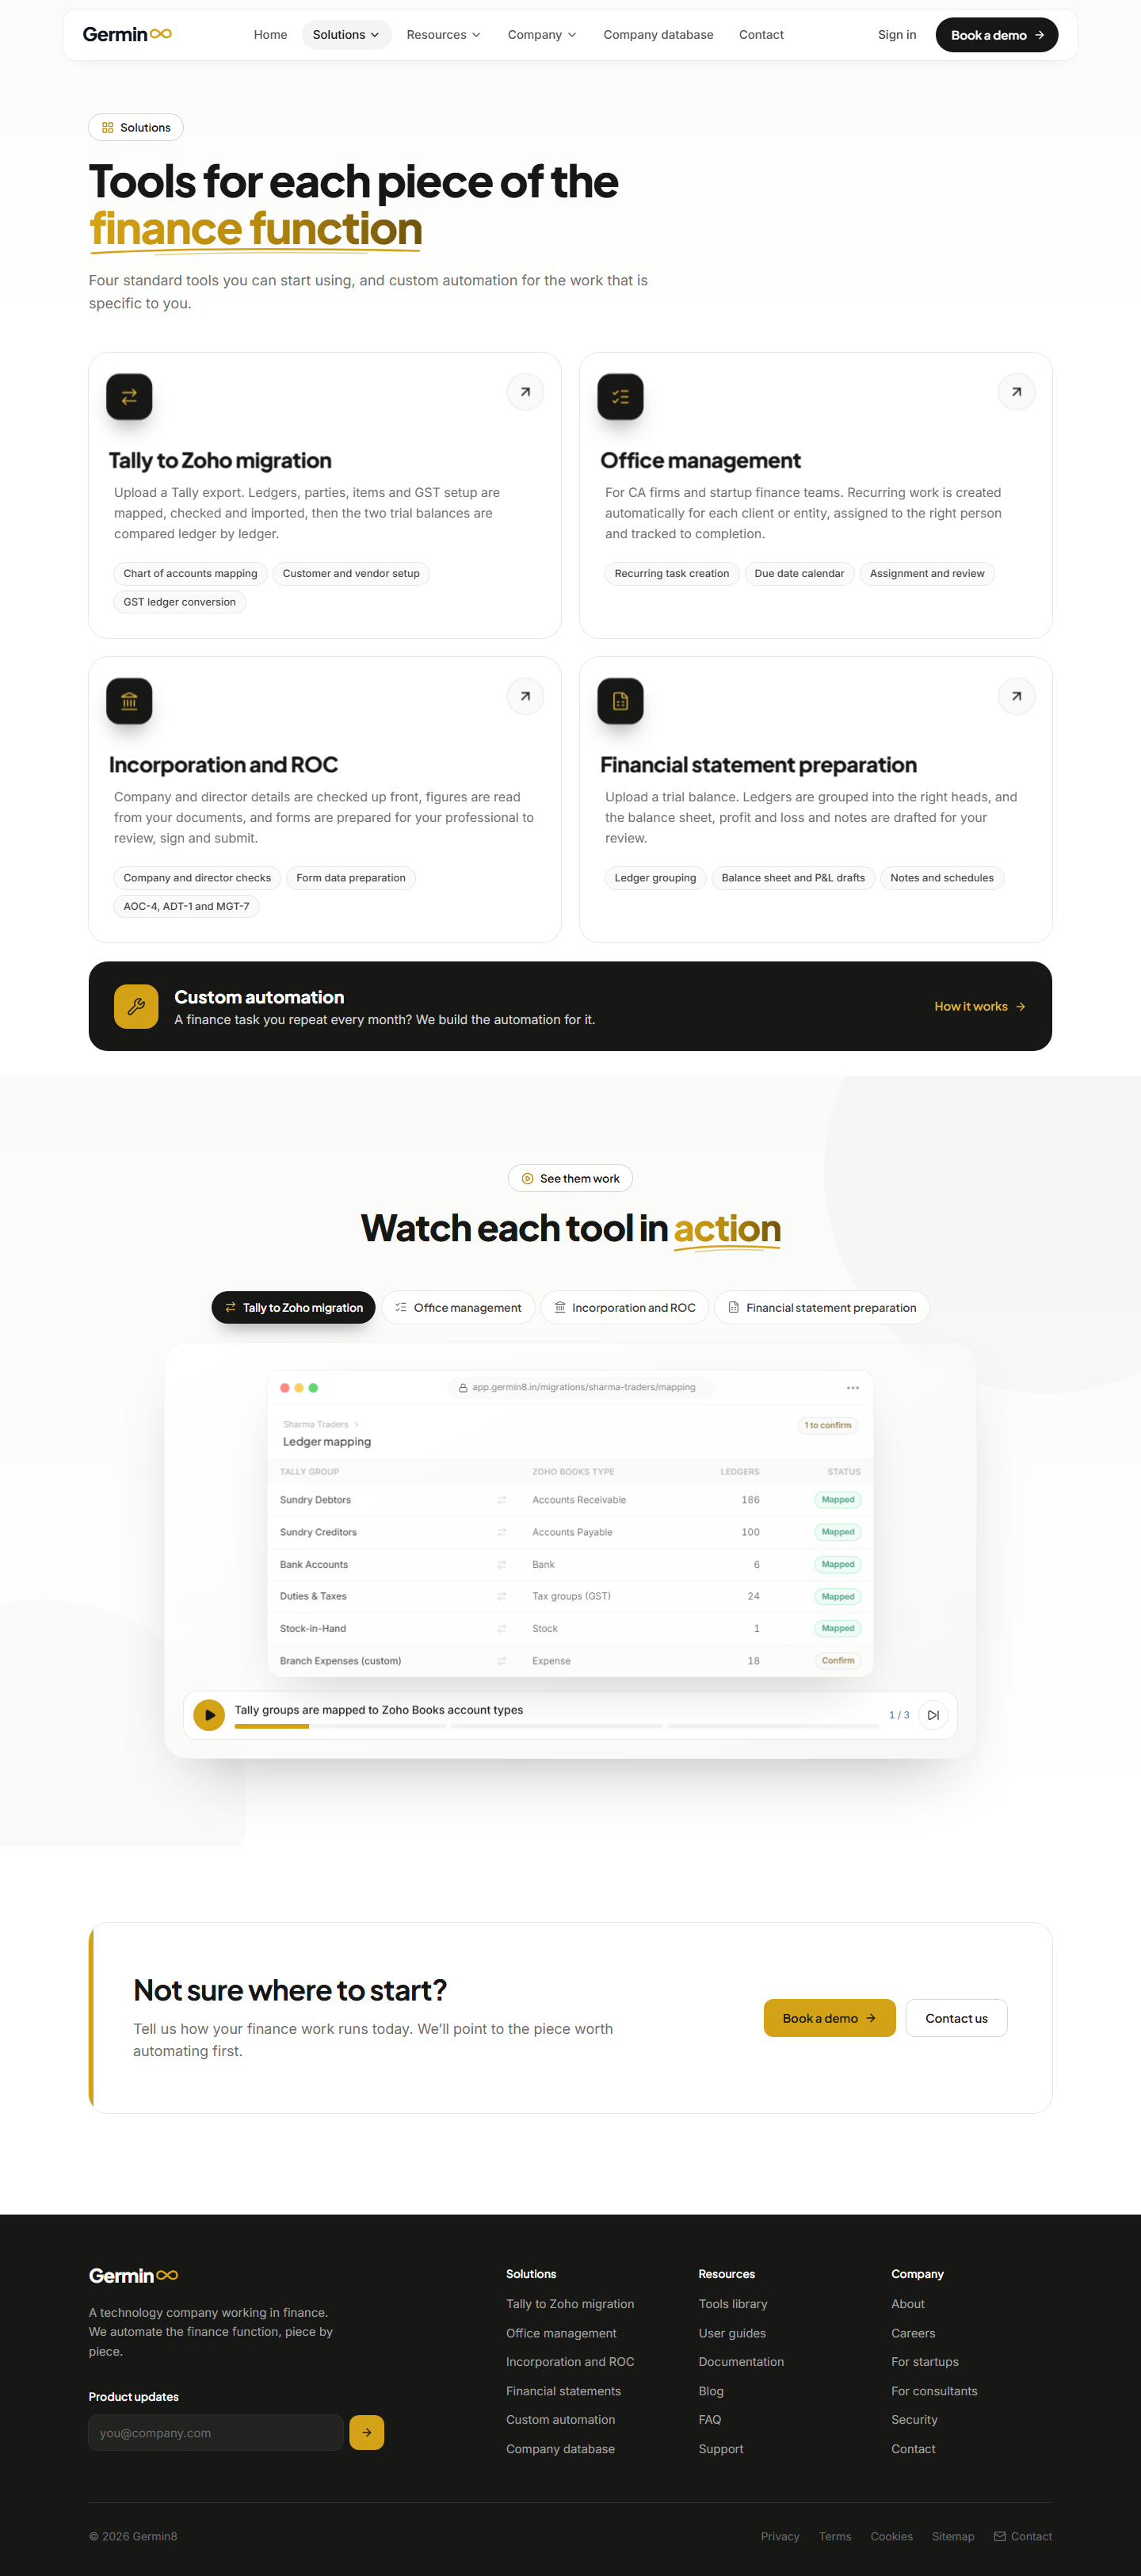 Germin
Home Solutions Resources Company Company database Contact Sign in Book a demo
Solutions
Tools for each piece of the
finance function
Four standard tools you can start using, and custom automation for the work that is
specific to you.
Tally to Zoho migration
Upload a Tally export. Ledgers, parties, items and GST setup are
mapped, checked and imported, then the two trial balances are
compared ledger by ledger.
Chart of accounts mapping Customer and vendor setup
GST ledger conversion
Office management
For CA firms and startup finance teams. Recurring work is created
automatically for each client or entity, assigned to the right person
and tracked to completion.
Recurring task creation Due date calendar Assignment and review
Incorporation and ROC
Company and director details are checked up front, figures are read
from your documents, and forms are prepared for your professional to
review, sign and submit.
Company and director checks Form data preparation
AOC-4, ADT-1 and MGT-7
Financial statement preparation
Upload a trial balance. Ledgers are grouped into the right heads, and
the balance sheet, profit and loss and notes are drafted for your
review.
Ledger grouping Balance sheet and P&L drafts Notes and schedules
Custom automation
A finance task you repeat every month? We build the automation for it.
How it works
See them work
Watch each tool in action
Tally to Zoho migration Office management Incorporation and ROC Financial statement preparation
app.germin8.in/migrations/sharma-traders/mapping
Sharma Traders
Ledger mapping
1 to confirm
TALLY GROUP ZOHO BOOKS TYPE LEDGERS STATUS
Sundry Debtors Accounts Receivable 186 Mapped
Sundry Creditors Accounts Payable 100 Mapped
Bank Accounts Bank 6 Mapped
Duties & Taxes Tax groups (GST) 24 Mapped
Stock-in-Hand Stock 1 Mapped
Branch Expenses (custom) Expense 18 Confirm
Tally groups are mapped to Zoho Books account types
1 / 3
Not sure where to start?
Tell us how your finance work runs today. We'll point to the piece worth
automating first.
Book a demo Contact us
Germin
A technology company working in finance.
We automate the finance function, piece by
piece.
Product updates
you@company.com
Solutions
Tally to Zoho migration
Office management
Incorporation and ROC
Financial statements
Custom automation
Company database
Resources
Tools library
User guides
Documentation
Blog
FAQ
Support
Company
About
Careers
For startups
For consultants
Security
Contact
© 2026 Germin8
Privacy Terms Cookies Sitemap Contact